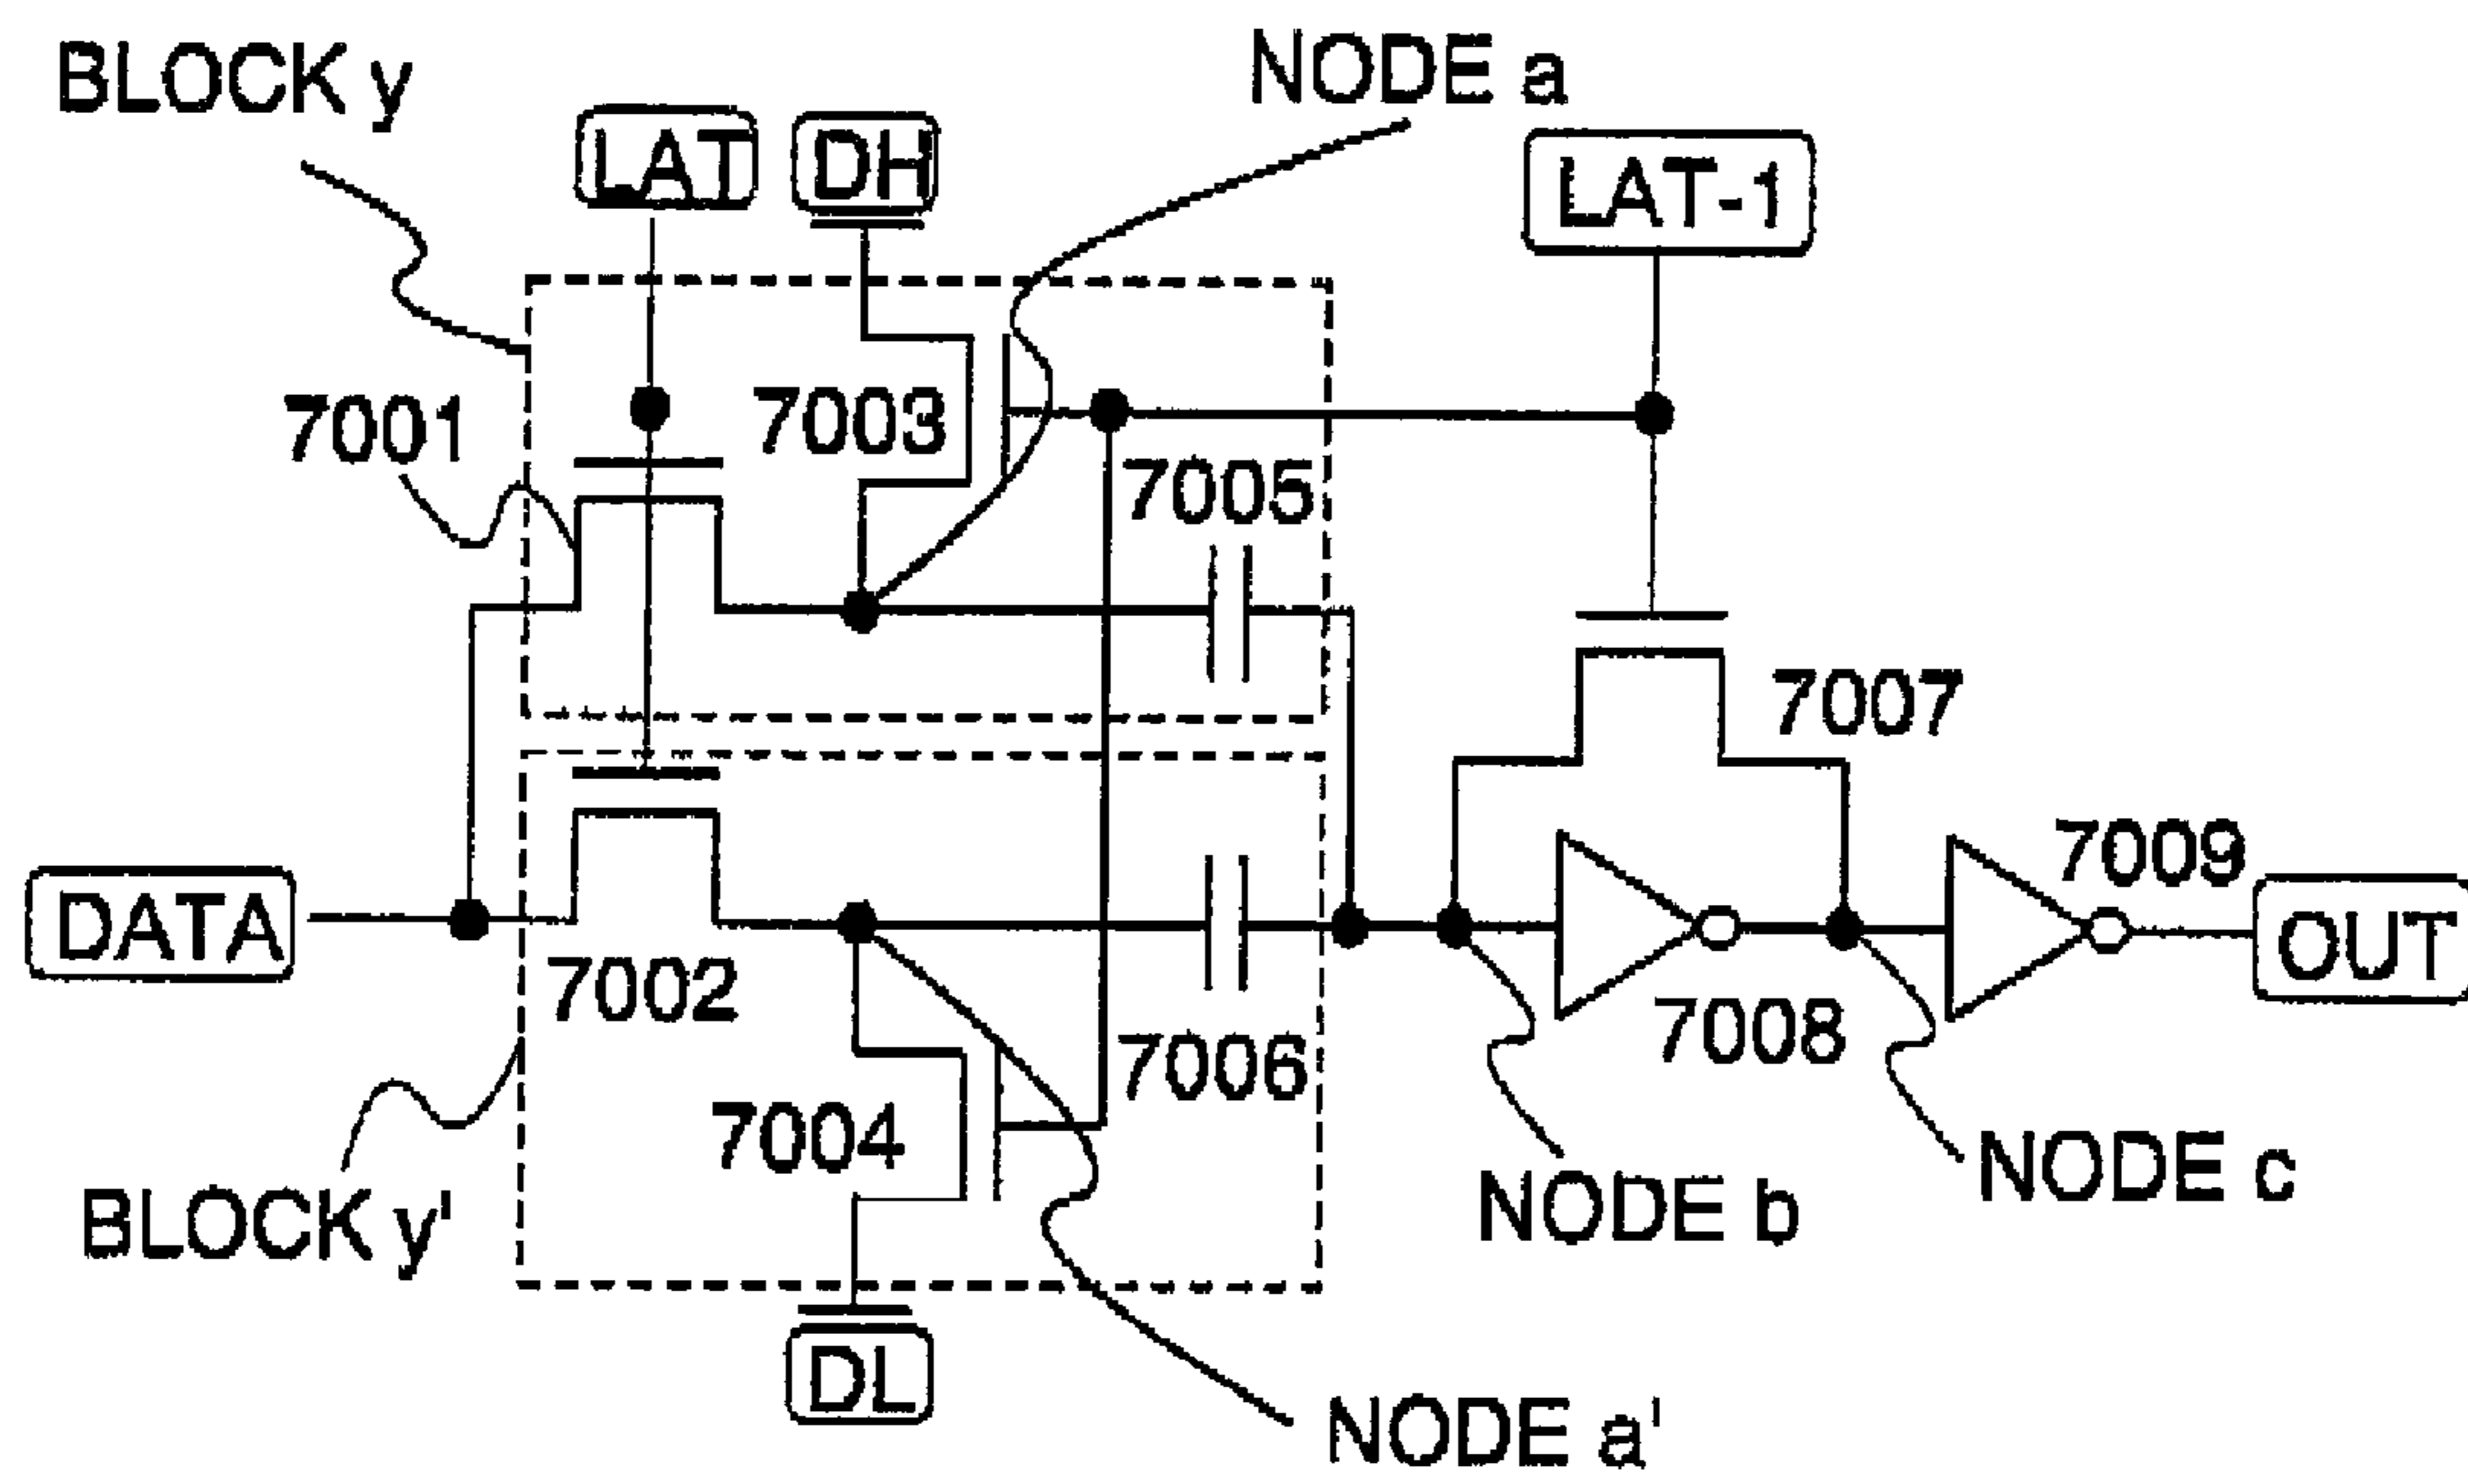 BLOCK y
NODE a
LAT
DH
LAT-1
7001
7003
7005
7007
DATA
7002
7009
OUT
7008
7006
7004
BLOCK y'
NODE b
NODE c
DL
NODE a'